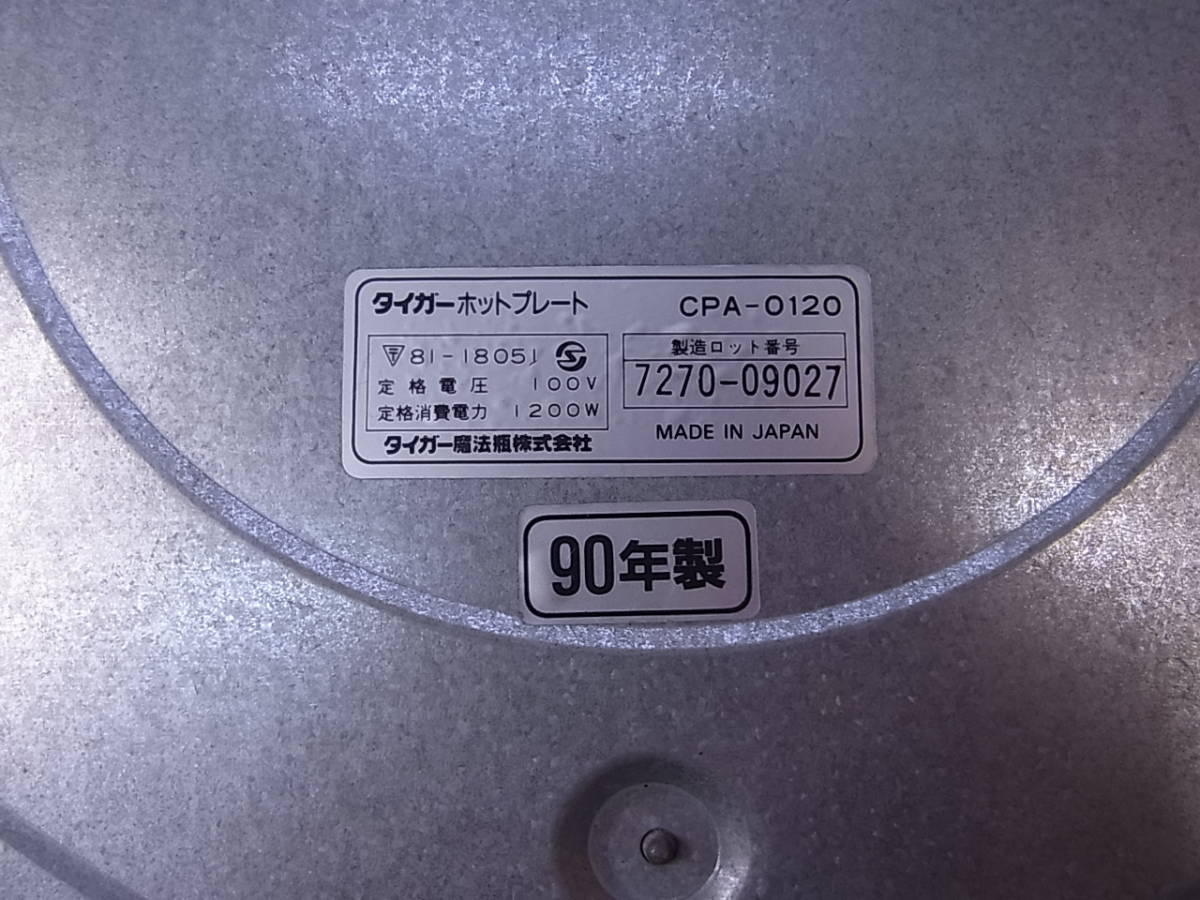 タイガーホットプレート CPA-0120
〒81-18051
定格電圧 100V
定格消費電力 1200W
タイガー魔法瓶株式会社
製造ロット番号
7270-09027
MADE IN JAPAN
90年製